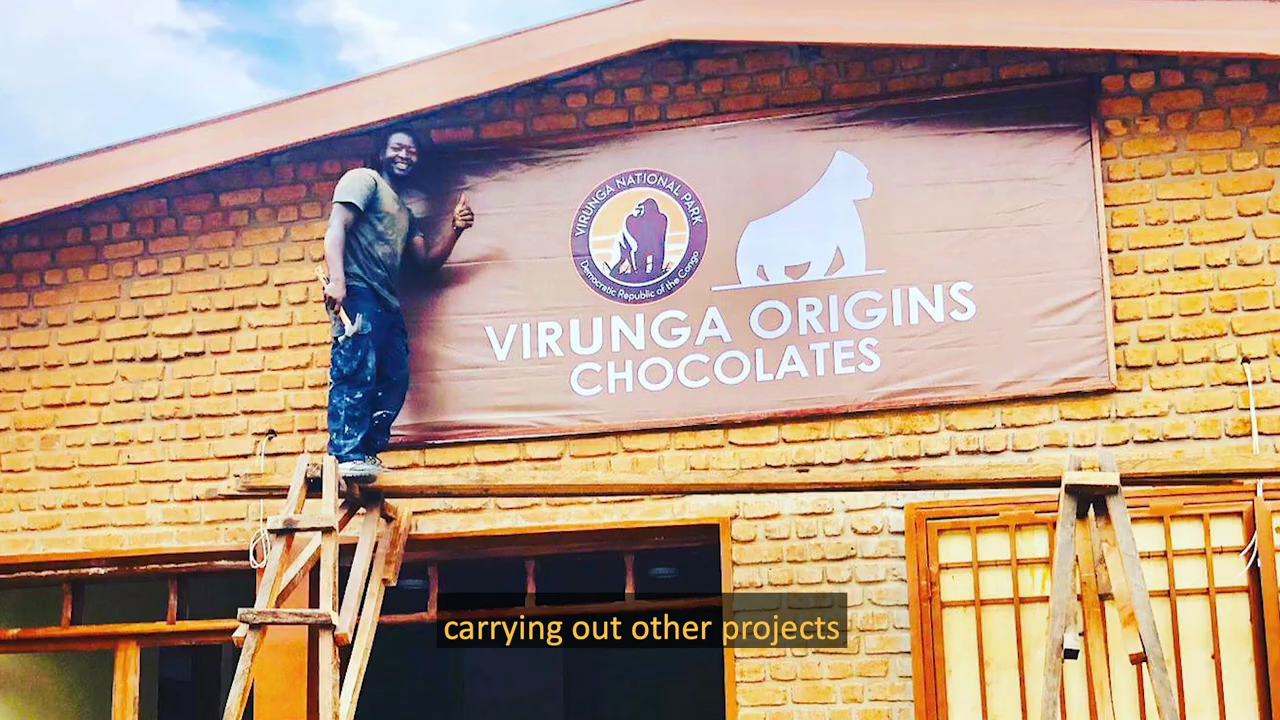 VIRUNGA NATIONAL PARK
Democratic Republic of the Congo
VIRUNGA ORIGINS
CHOCOLATES
carrying out other projects